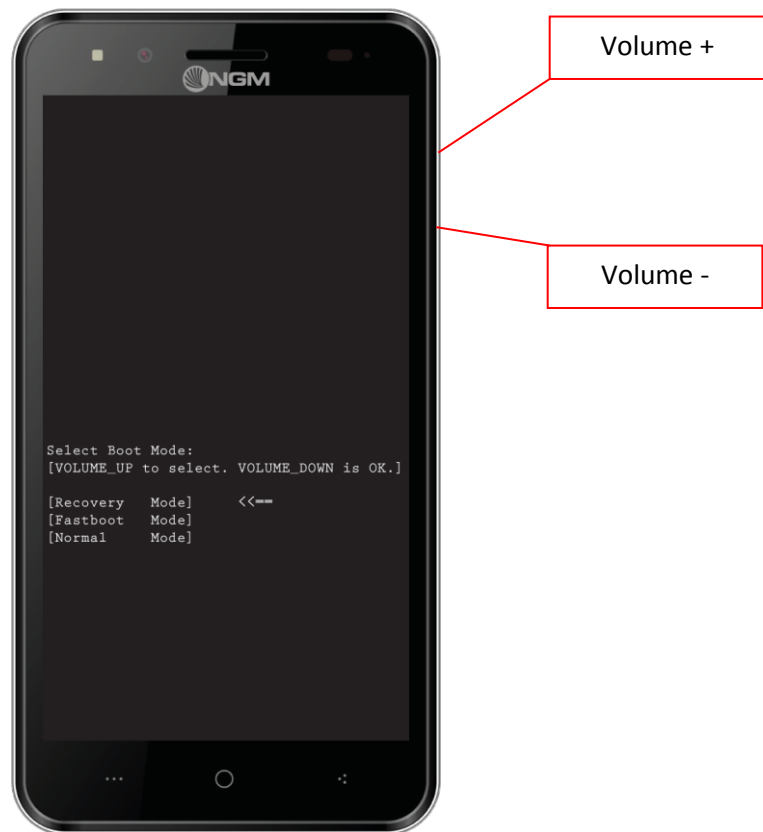 Volume +
NGM
Volume -
Select Boot Mode:
[VOLUME_UP to select. VOLUME_DOWN is OK.]
[Recovery Mode] <<==
[Fastboot Mode]
[Normal Mode]